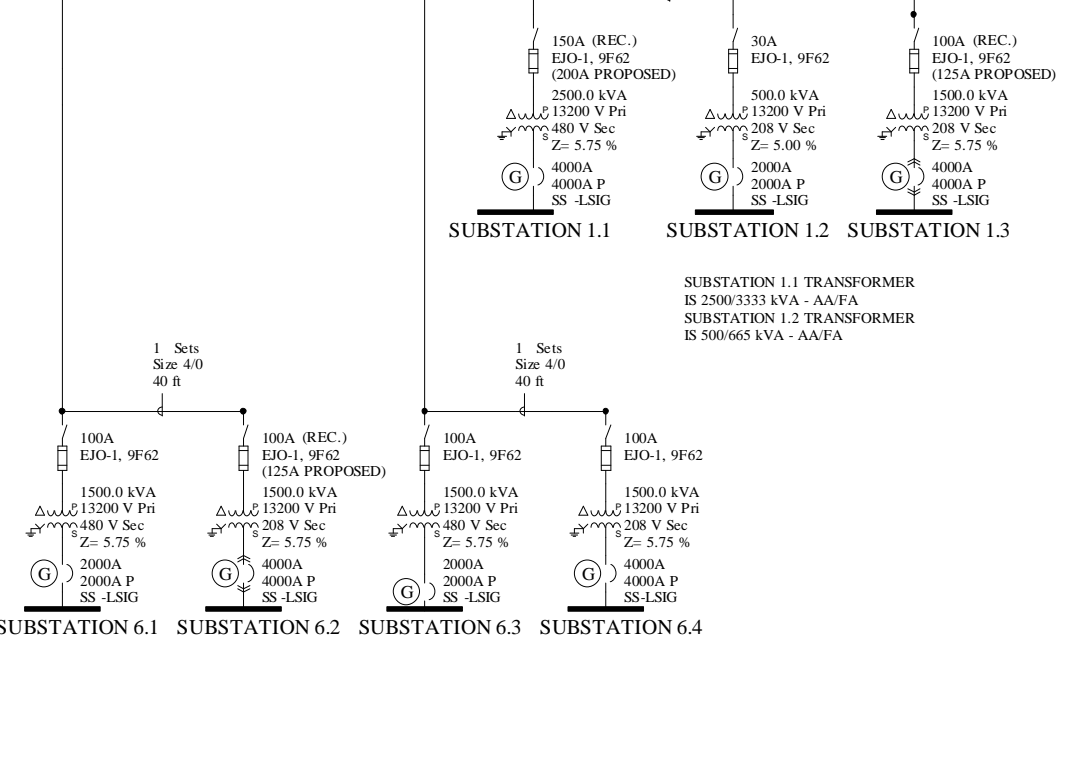 150A (REC.)
EJO-1, 9F62
(200A PROPOSED)
2500.0 kVA
P
13200 V Pri
480 V Sec
S
Z= 5.75 %
G
4000A
4000A P
SS -LSIG
SUBSTATION 1.1
30A
EJO-1, 9F62
500.0 kVA
P
13200 V Pri
208 V Sec
S
Z= 5.00 %
G
2000A
2000A P
SS -LSIG
SUBSTATION 1.2
100A (REC.)
EJO-1, 9F62
(125A PROPOSED)
1500.0 kVA
P
13200 V Pri
208 V Sec
S
Z= 5.75 %
G
4000A
4000A P
SS -LSIG
SUBSTATION 1.3
SUBSTATION 1.1 TRANSFORMER
IS 2500/3333 kVA - AA/FA
SUBSTATION 1.2 TRANSFORMER
IS 500/665 kVA - AA/FA
1 Sets
Size 4/0
40 ft
1 Sets
Size 4/0
40 ft
100A
EJO-1, 9F62
1500.0 kVA
P
13200 V Pri
480 V Sec
S
Z= 5.75 %
G
2000A
2000A P
SS -LSIG
SUBSTATION 6.1
100A (REC.)
EJO-1, 9F62
(125A PROPOSED)
1500.0 kVA
P
13200 V Pri
208 V Sec
S
Z= 5.75 %
G
4000A
4000A P
SS -LSIG
SUBSTATION 6.2
100A
EJO-1, 9F62
1500.0 kVA
P
13200 V Pri
480 V Sec
S
Z= 5.75 %
G
2000A
2000A P
SS -LSIG
SUBSTATION 6.3
100A
EJO-1, 9F62
1500.0 kVA
P
13200 V Pri
208 V Sec
S
Z= 5.75 %
G
4000A
4000A P
SS-LSIG
SUBSTATION 6.4